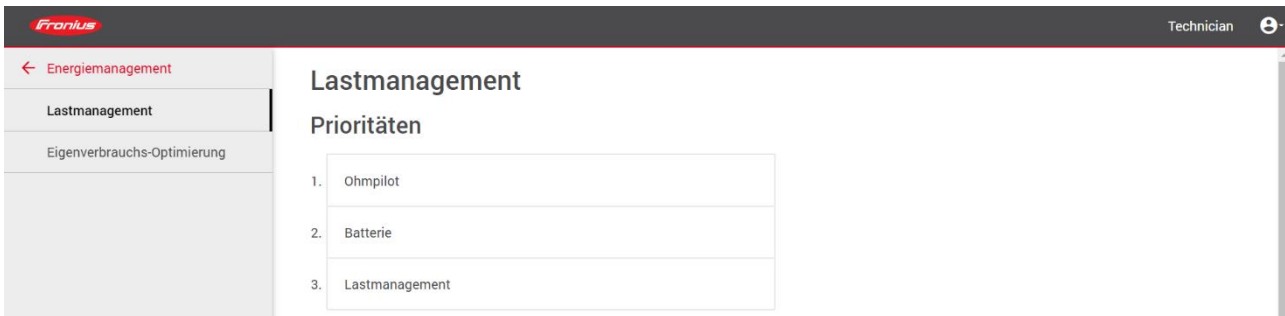 Fronius
Technician
Energiemanagement
Lastmanagement
Eigenverbrauchs-Optimierung
Lastmanagement
Prioritäten
1. Ohmpilot
2. Batterie
3. Lastmanagement